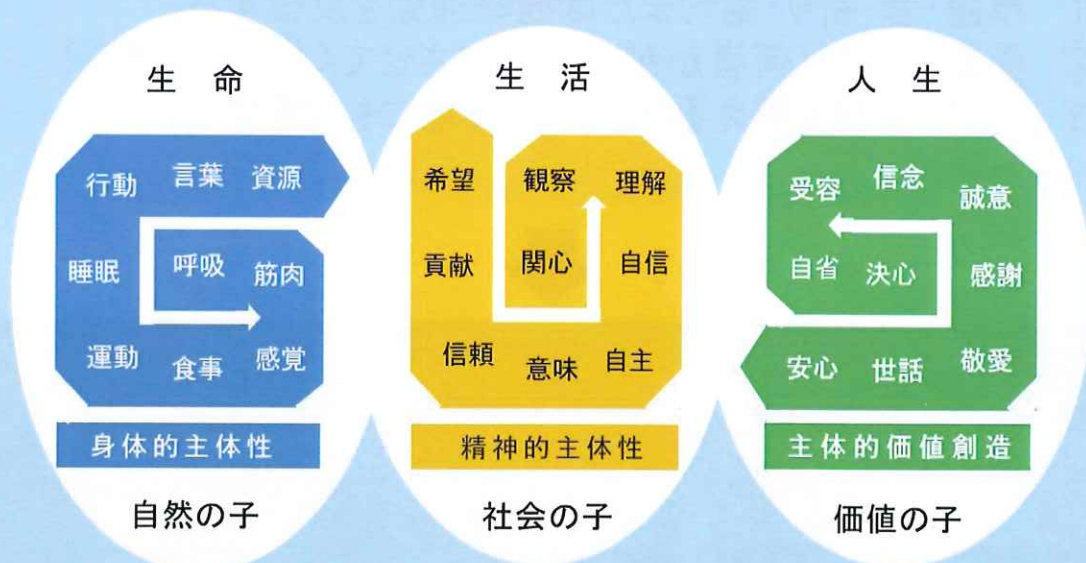 生命
行動 言葉 資源
睡眠 呼吸 筋肉
運動 食事 感覚
身体的主体性
自然の子
生活
希望 観察 理解
貢献 関心 自信
信頼 意味 自主
精神的主体性
社会の子
人生
受容 信念 誠意
自省 決心 感謝
安心 世話 敬愛
主体的価値創造
価値の子